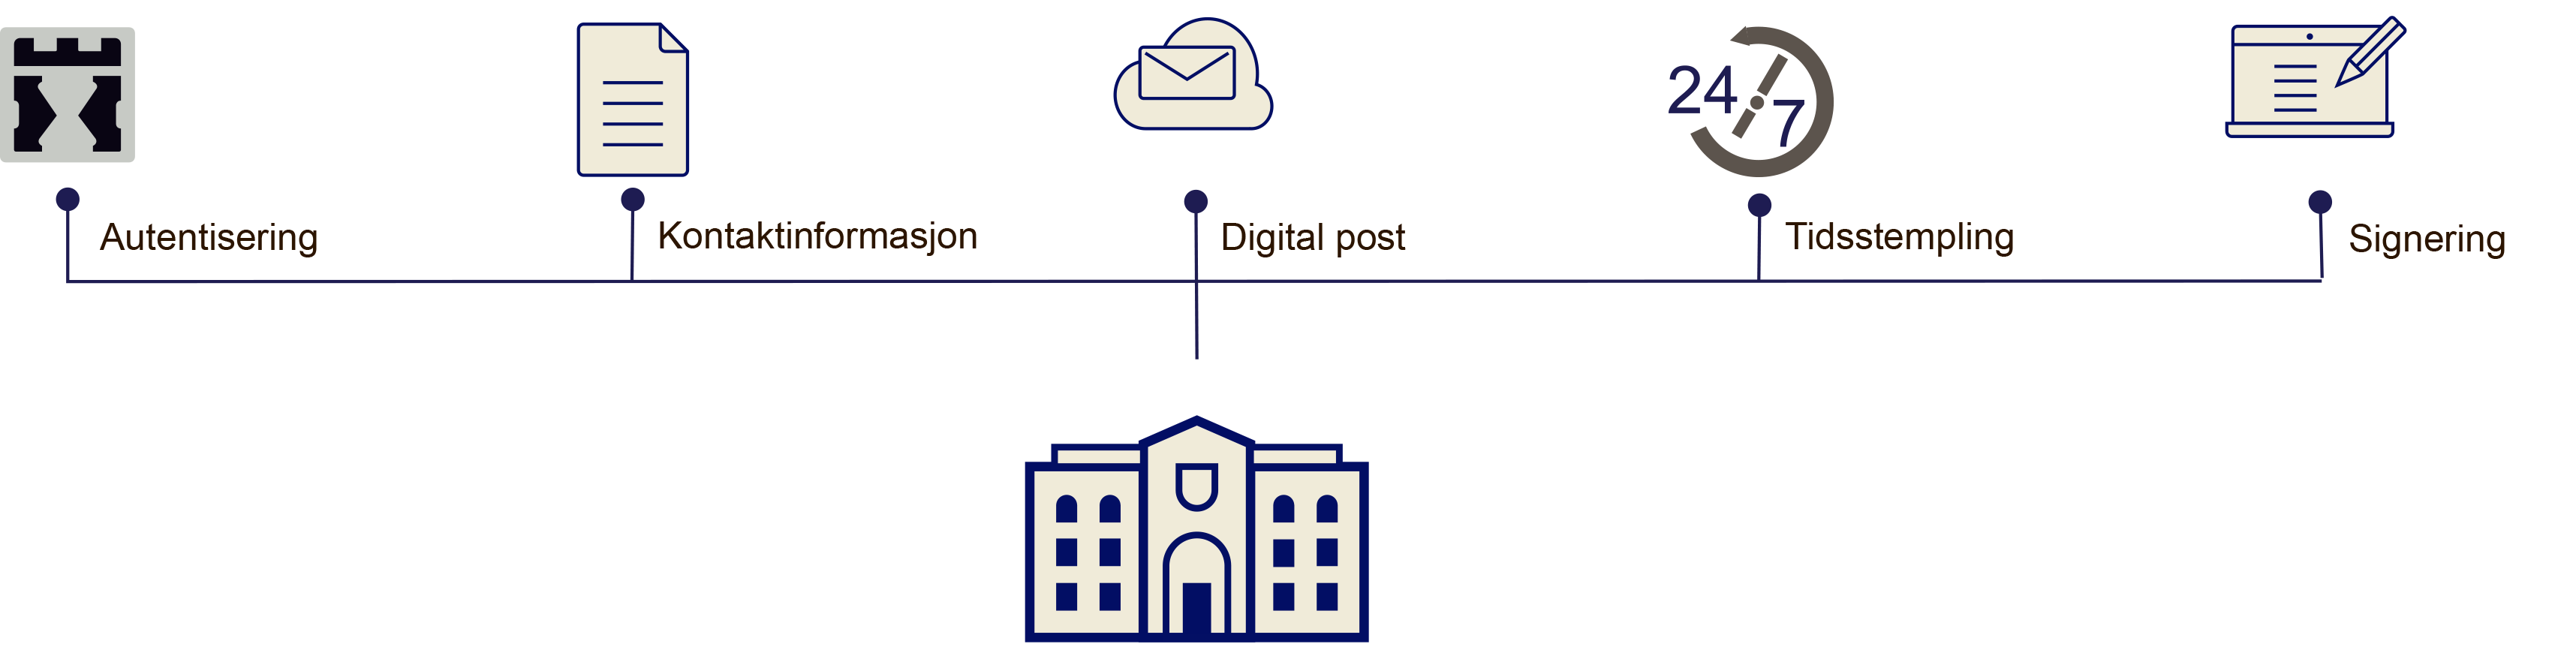 24
7
Autentisering
Kontaktinformasjon
Digital post
Tidsstempling
Signering